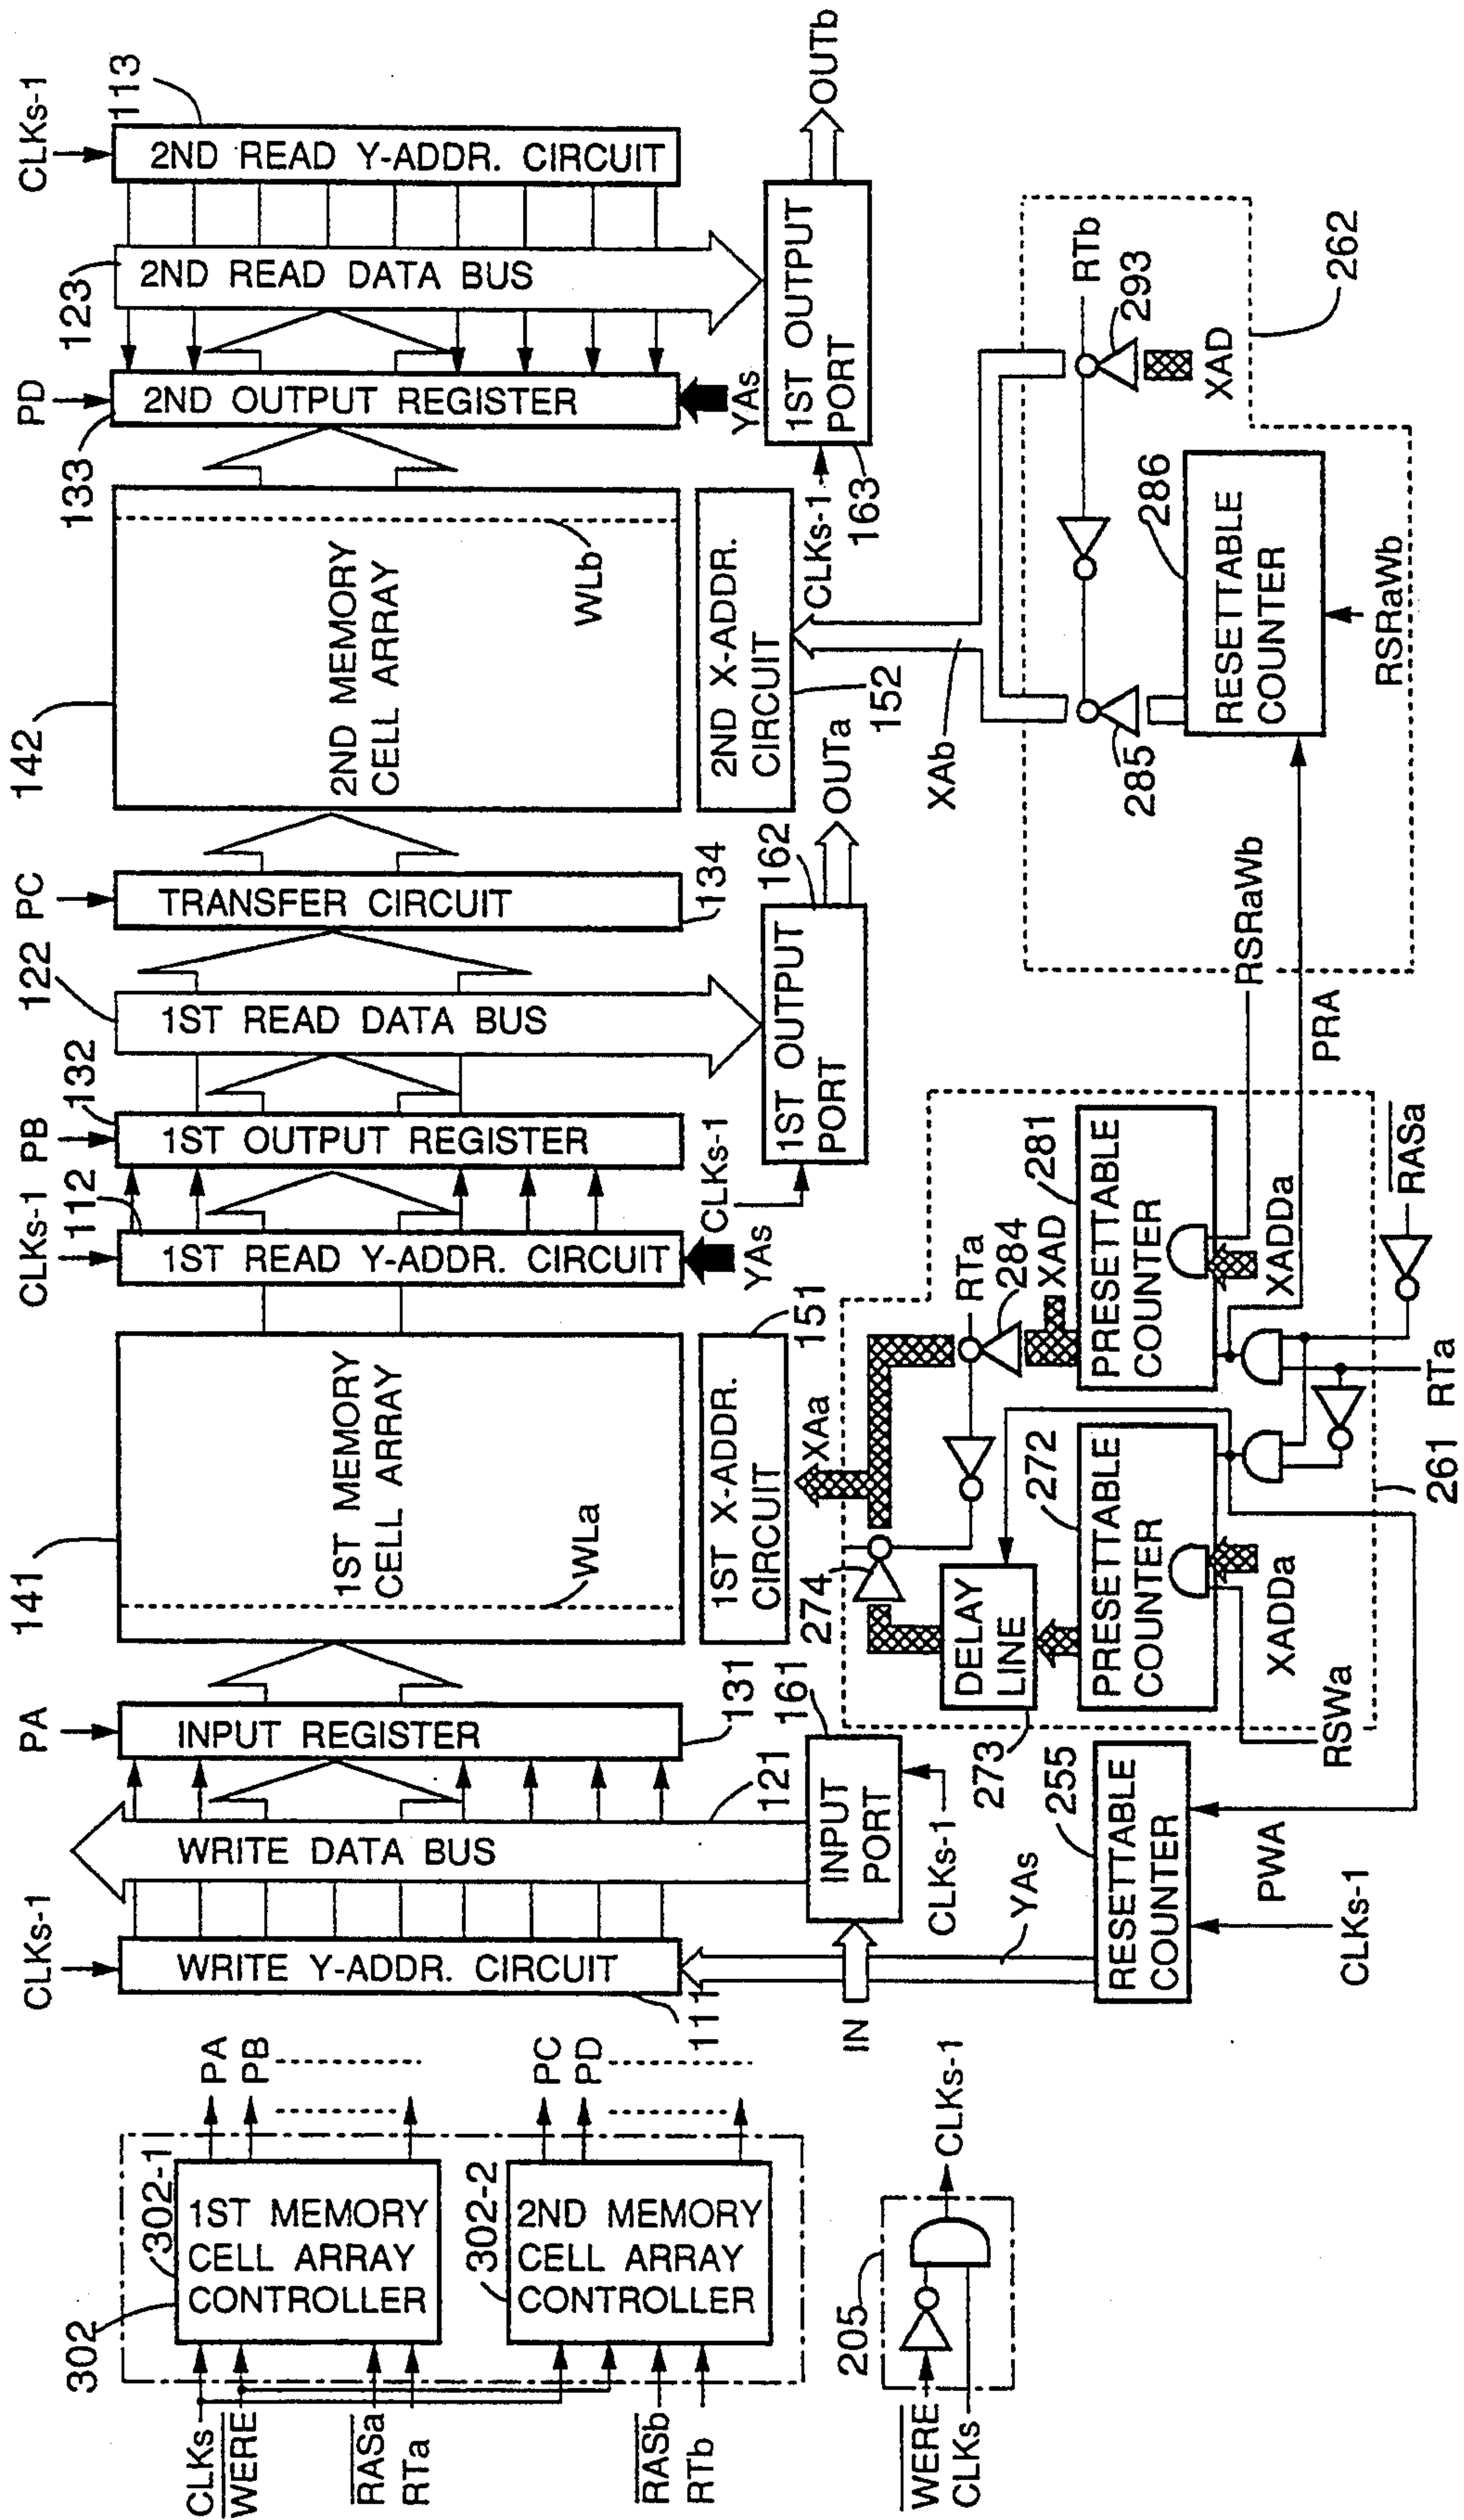 CLKs
WERE
RASa
RTa
RASb
RTb
302
302-1
1ST MEMORY
CELL ARRAY
CONTROLLER
302-2
2ND MEMORY
CELL ARRAY
CONTROLLER
PA
PB
PC
PD
WERE
CLKs
205
CLKs-1
CLKs-1
WRITE Y-ADDR. CIRCUIT
111
WRITE DATA BUS
121
PA
INPUT REGISTER
131
IN
INPUT
PORT
161
CLKs-1
YAs
RESETTABLE
COUNTER
255
CLKs-1
PWA
141
1ST MEMORY
CELL ARRAY
WLa
1ST X-ADDR.
CIRCUIT
151
XAa
274
DELAY
LINE
273
PRESETTABLE
COUNTER
272
RSWa
XADDa
261
RTa
RASa
RTa
284
XAD
PRESETTABLE
COUNTER
281
XADDa
PRA
RSRaWb
CLKs-1
112
1ST READ Y-ADDR. CIRCUIT
YAs
PB
132
1ST OUTPUT REGISTER
122
1ST READ DATA BUS
CLKs-1
1ST OUTPUT
PORT
162
OUTa
PC
TRANSFER CIRCUIT
134
142
2ND MEMORY
CELL ARRAY
WLb
2ND X-ADDR.
CIRCUIT
152
XAb
285
RESETTABLE
COUNTER
286
RSRaWb
RTb
293
XAD
262
PD
133
2ND OUTPUT REGISTER
YAs
123
2ND READ DATA BUS
CLKs-1
113
2ND READ Y-ADDR. CIRCUIT
CLKs-1
1ST OUTPUT
PORT
163
OUTb